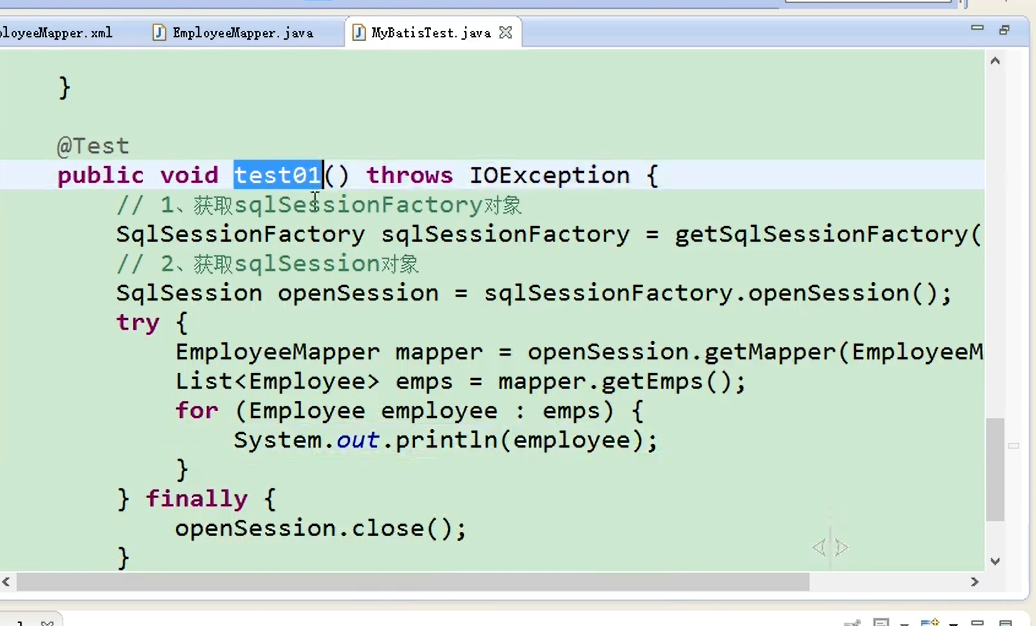 loyeeMapper.xml EmployeeMapper.java MyBatisTest.java
}
@Test
public void test01() throws IOException {
// 1、获取sqlSessionFactory对象
SqlSessionFactory sqlSessionFactory = getSqlSessionFactory(
// 2、获取sqlSession对象
SqlSession openSession = sqlSessionFactory.openSession();
try {
EmployeeMapper mapper = openSession.getMapper(EmployeeM
List<Employee> emps = mapper.getEmps();
for (Employee employee : emps) {
System.out.println(employee);
}
} finally {
openSession.close();
}